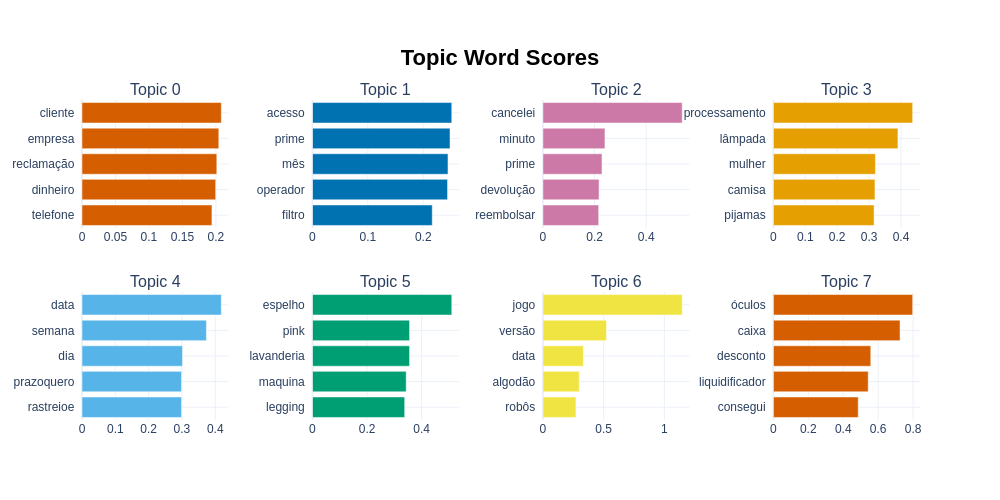 Topic Word Scores
Topic 0
cliente
empresa
reclamação
dinheiro
telefone
0 0.05 0.1 0.15 0.2
Topic 1
acesso
prime
mês
operador
filtro
0 0.1 0.2
Topic 2
cancelei
minuto
prime
devolução
reembolsar
0 0.2 0.4
Topic 3
processamento
lâmpada
mulher
camisa
pijamas
0 0.1 0.2 0.3 0.4
Topic 4
data
semana
dia
prazoquero
rastreioe
0 0.1 0.2 0.3 0.4
Topic 5
espelho
pink
lavanderia
maquina
legging
0 0.2 0.4
Topic 6
jogo
versão
data
algodão
robôs
0 0.5 1
Topic 7
óculos
caixa
desconto
liquidificador
consegui
0 0.2 0.4 0.6 0.8